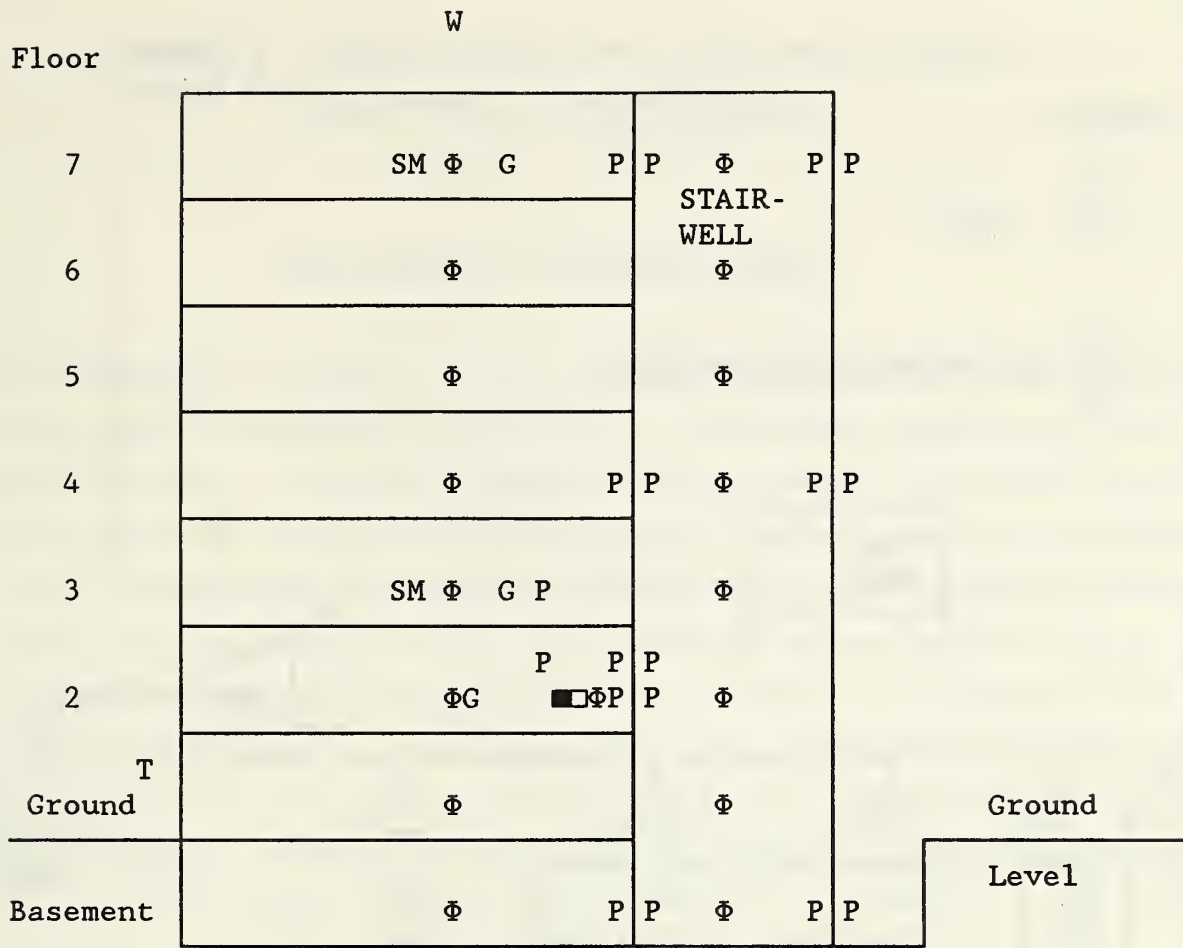 W
Floor
7 SM Φ G P P Φ P P
STAIR-
WELL
6 Φ Φ
5 Φ Φ
4 Φ P P Φ P P
3 SM Φ G P Φ
P P P
2 ΦG ΦP P Φ
T
Ground Φ Φ Ground
Level
Basement Φ P P Φ P P